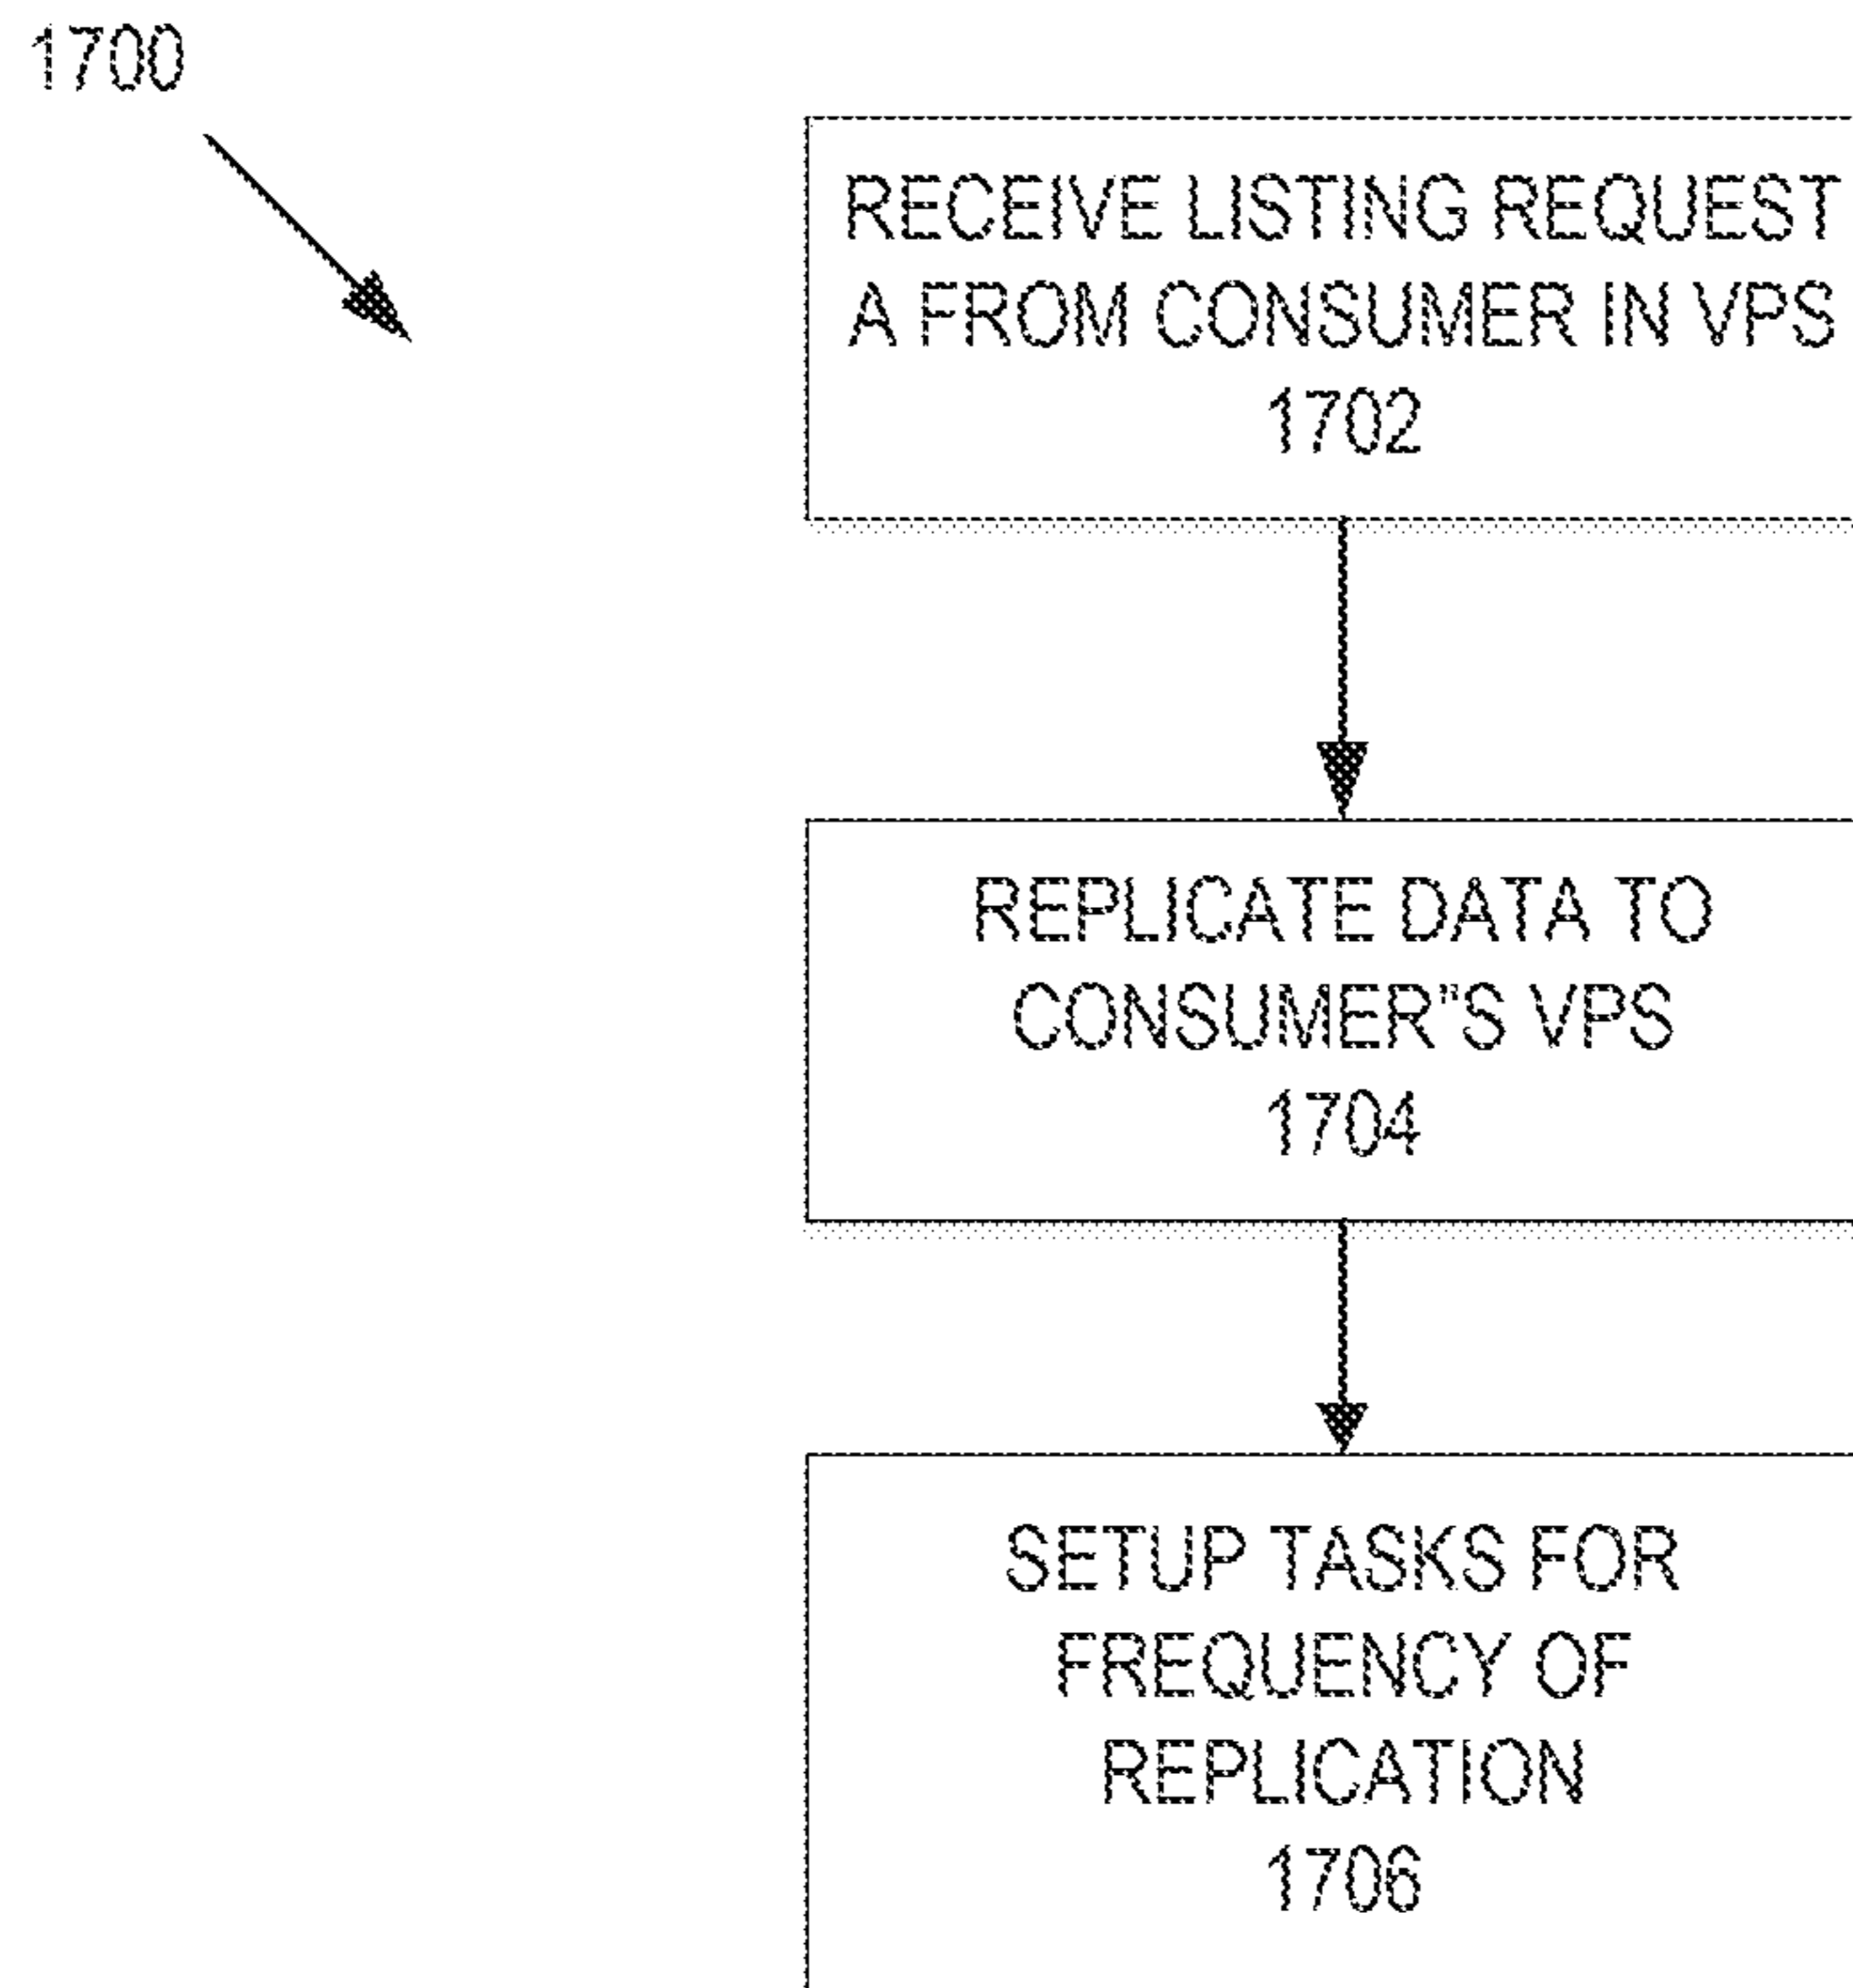 1700
RECEIVE LISTING REQUEST
A FROM CONSUMER IN VPS
1702
REPLICATE DATA TO
CONSUMER"S VPS
1704
SETUP TASKS FOR
FREQUENCY OF
REPLICATION
1706